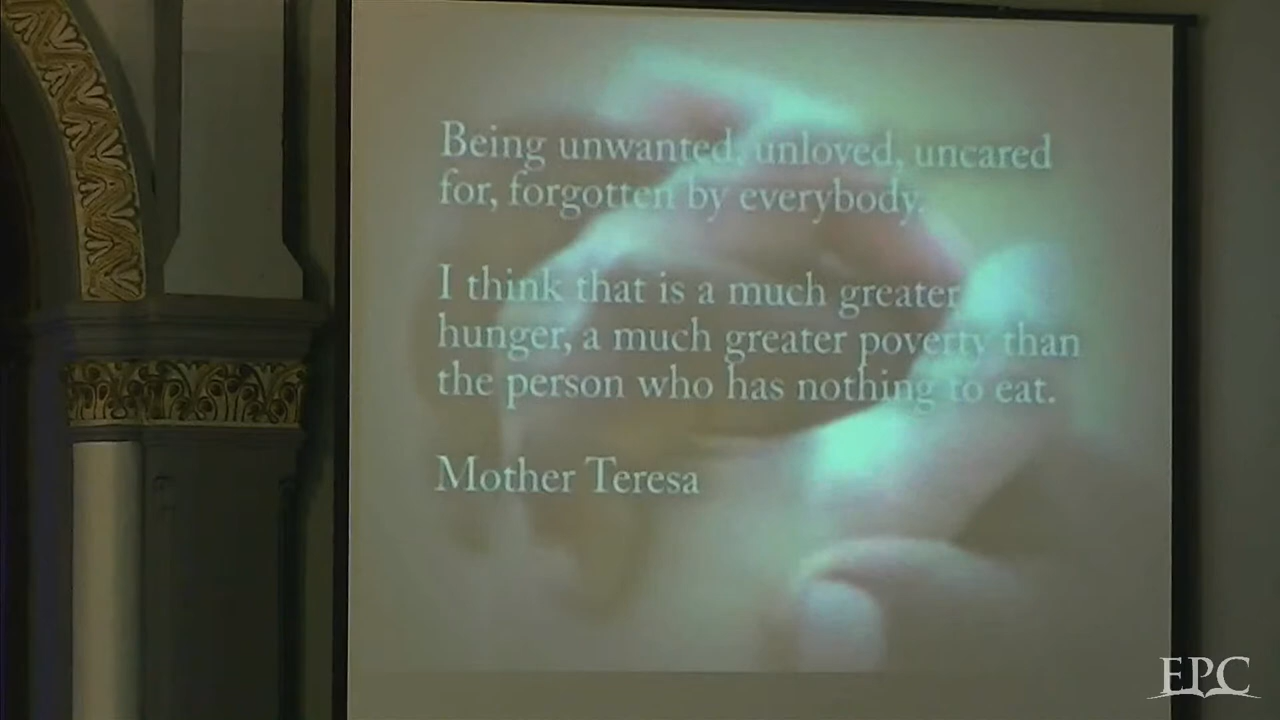 Being unwanted, unloved, uncared
for, forgotten by everybody.
I think that is a much greater
hunger, a much greater poverty than
the person who has nothing to eat.
Mother Teresa
EPC